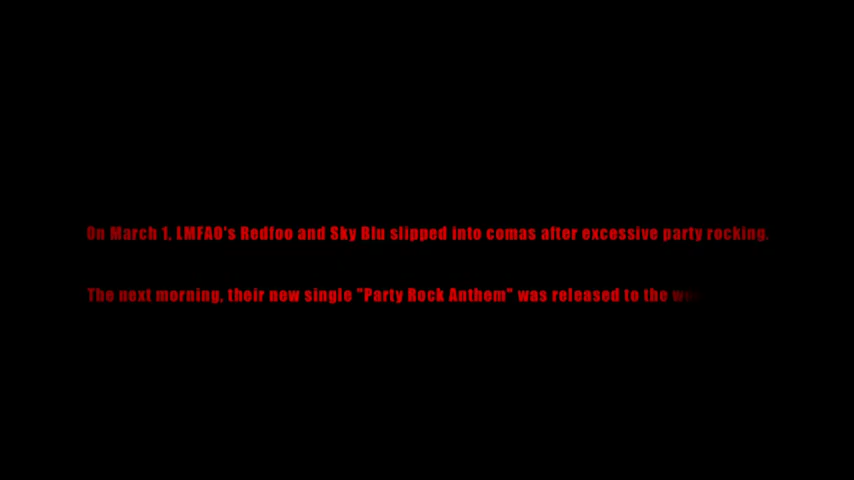 On March 1, LMFAO's Redfoo and Sky Blu slipped into comas after excessive party rocking.
The next morning, their new single "Party Rock Anthem" was released to the